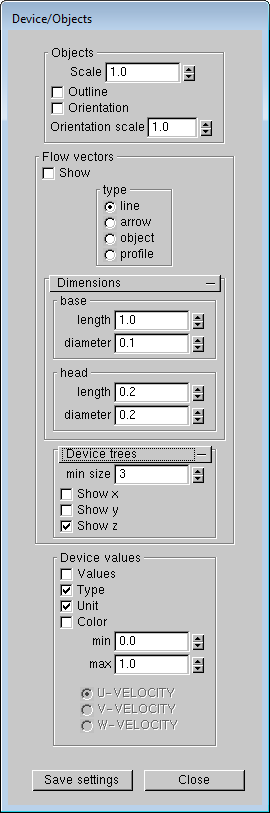 Device/Objects
Objects
Scale 1.0
Outline
Orientation
Orientation scale 1.0
Flow vectors
Show
type
line
arrow
object
profile
Dimensions
base
length 1.0
diameter 0.1
head
length 0.2
diameter 0.2
Device trees
min size 3
Show x
Show y
Show z
Device values
Values
Type
Unit
Color
min 0.0
max 1.0
U-VELOCITY
V-VELOCITY
W-VELOCITY
Save settings Close